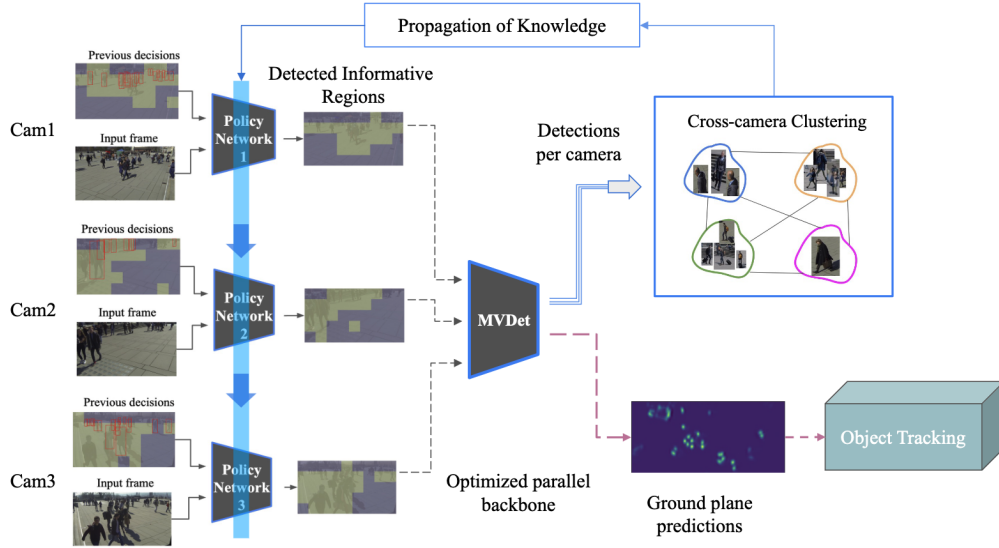 Propagation of Knowledge
Previous decisions
Detected Informative
Regions
Cam1
Policy
Network
1
Input frame
Detections
per camera
Cross-camera Clustering
Previous decisions
Cam2
Policy
Network
2
Input frame
MVDet
Previous decisions
Cam3
Policy
Network
3
Input frame
Optimized parallel
backbone
Ground plane
predictions
Object Tracking